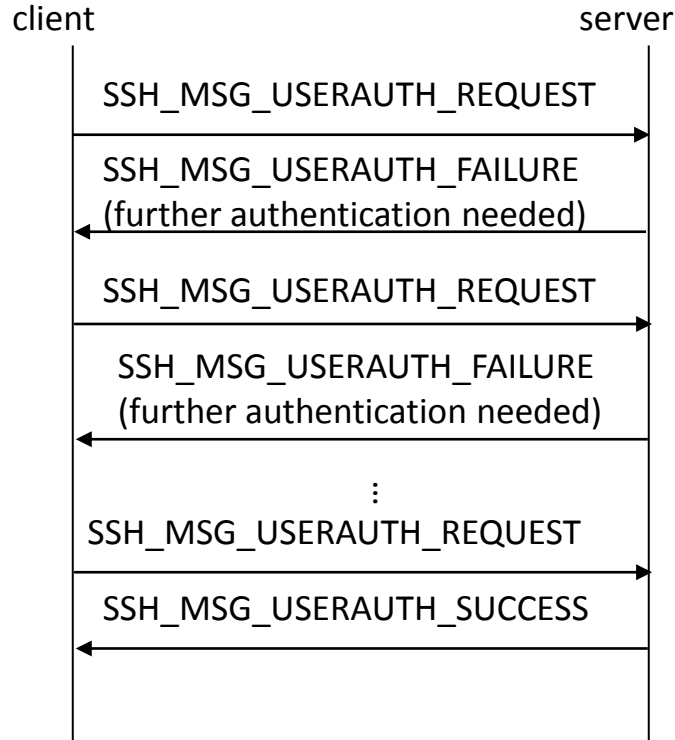 client
server
SSH_MSG_USERAUTH_REQUEST
SSH_MSG_USERAUTH_FAILURE
(further authentication needed)
SSH_MSG_USERAUTH_REQUEST
SSH_MSG_USERAUTH_FAILURE
(further authentication needed)
...
SSH_MSG_USERAUTH_REQUEST
SSH_MSG_USERAUTH_SUCCESS